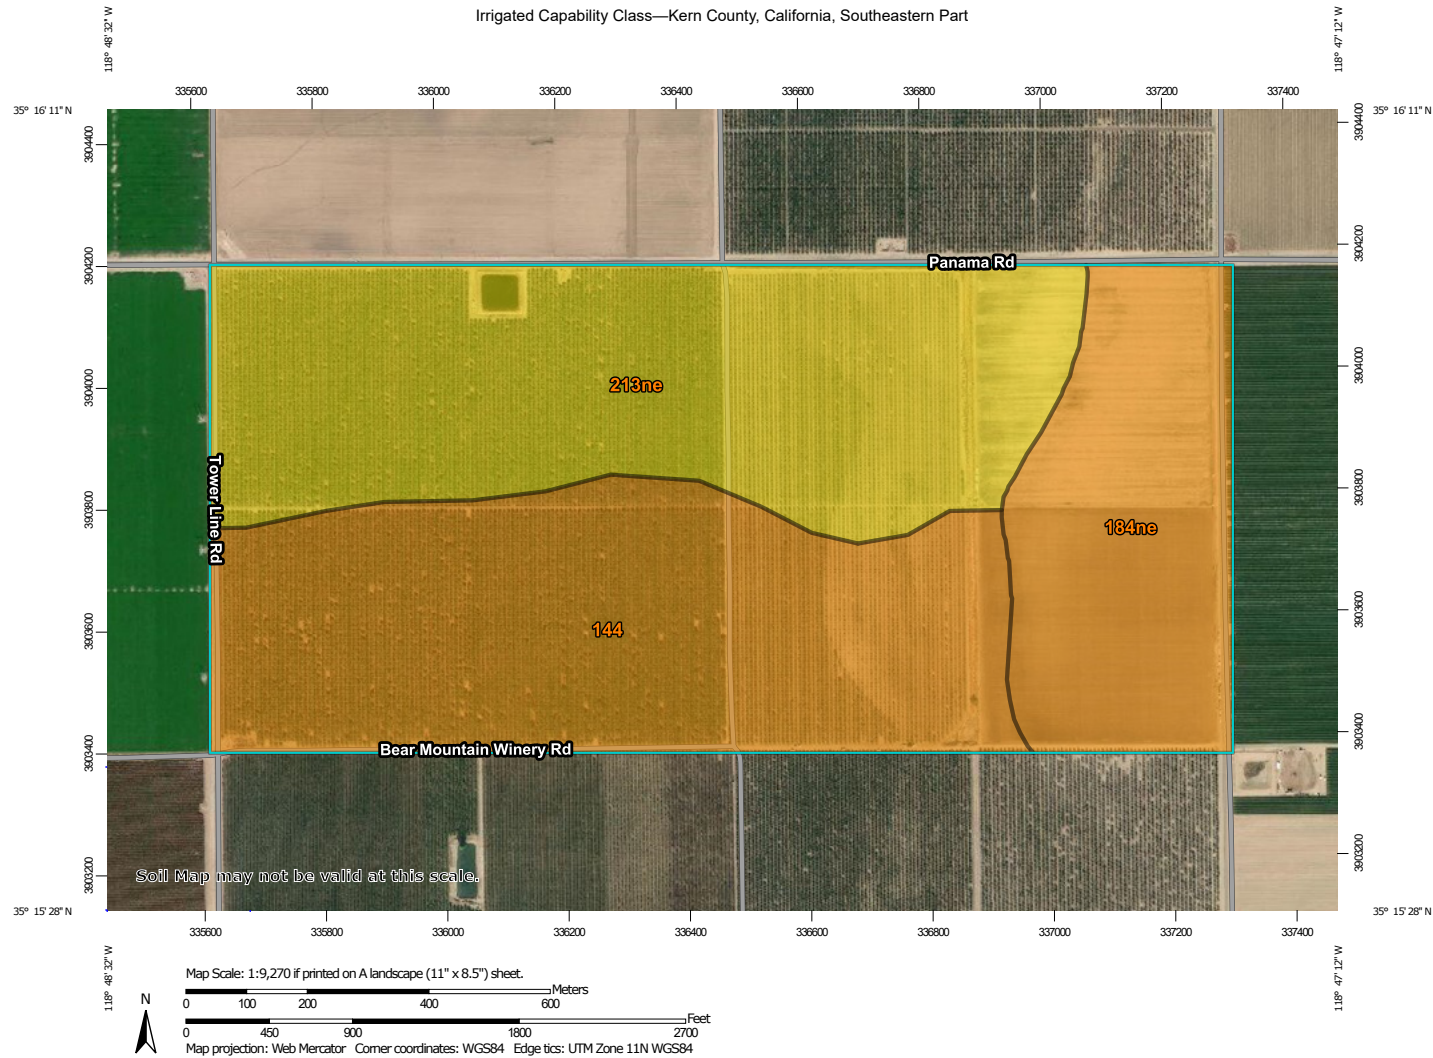 Irrigated Capability Class—Kern County, California, Southeastern Part
118° 48' 32'' W
118° 47' 12'' W
335600 335800 336000 336200 336400 336600 336800 337000 337200 337400
35° 16' 11'' N
35° 16' 11'' N
3904400
3904400
3904200
3904200
Panama Rd
3904000
3904000
213ne
3903800
3903800
Tower Line Rd
184ne
3903600
3903600
144
3903400
3903400
Bear Mountain Winery Rd
3903200
3903200
Soil Map may not be valid at this scale.
35° 15' 28'' N
35° 15' 28'' N
335600 335800 336000 336200 336400 336600 336800 337000 337200 337400
118° 48' 32'' W
118° 47' 12'' W
Map Scale: 1:9,270 if printed on A landscape (11" x 8.5") sheet.
Meters
0 100 200 400 600
N
Feet
0 450 900 1800 2700
Map projection: Web Mercator Corner coordinates: WGS84 Edge tics: UTM Zone 11N WGS84